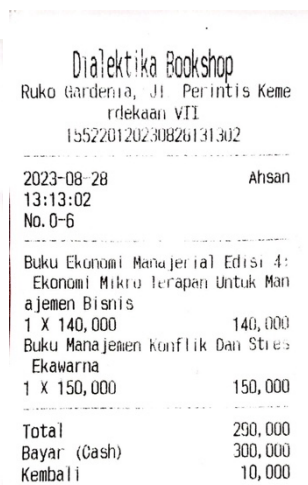 Dialektika Bookshop
Ruko Gardenia, Jl Perintis Keme
rdekaan VII
15522012023082813​1302
2023-08-28 Ahsan
13:13:02
No.0-6
Buku Ekonomi Manajerial Edisi 4:
Ekonomi Mikro Terapan Untuk Man
ajemen Bisnis
1 X 140,000 140,000
Buku Manajemen Konflik Dan Stres
Ekawarna
1 X 150,000 150,000
Total 290,000
Bayar (Cash) 300,000
Kembali 10,000